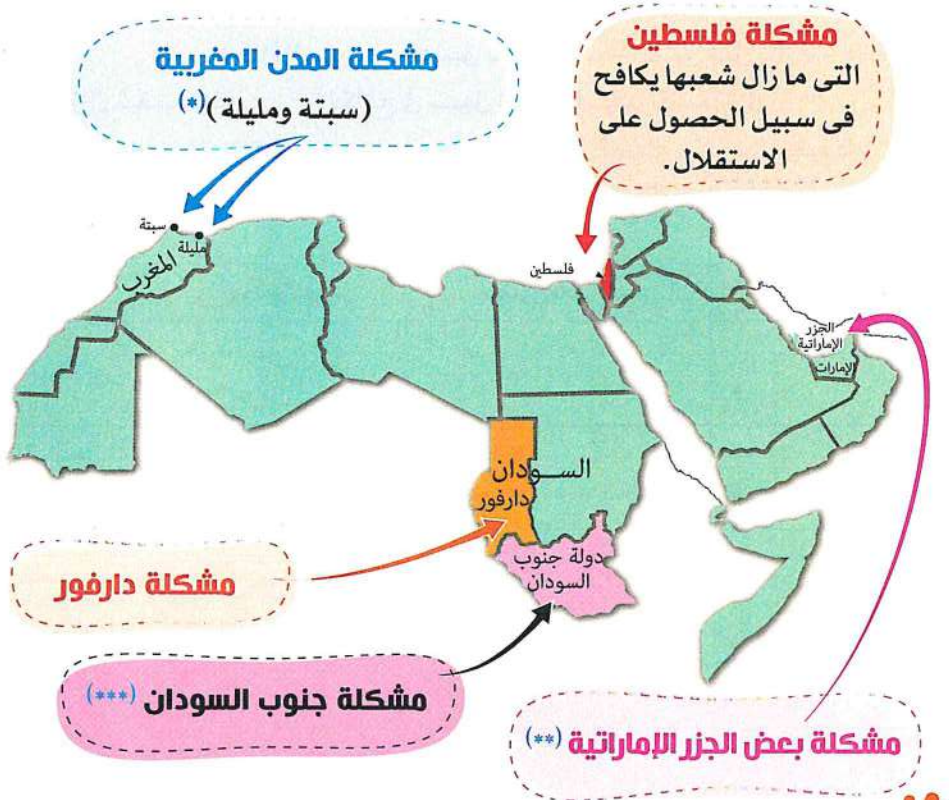 مشكلة فلسطين
التى ما زال شعبها يكافح
فى سبيل الحصول على
الاستقلال.
مشكلة المدن المغربية
(سبتة ومليلة) (*)
سبتة
مليلة
المغرب
فلسطين
الجزر
الإماراتية
الإمارات
الســودان
دارفور
دولة جنوب
السودان
مشكلة دارفور
مشكلة جنوب السودان (***)
مشكلة بعض الجزر الإماراتية (**)